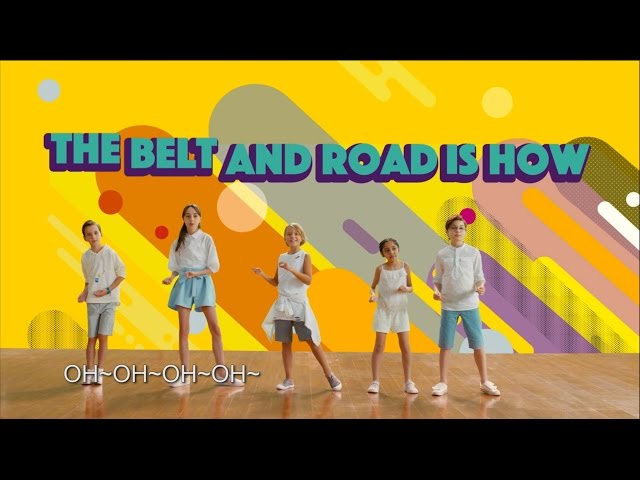 THE BELT AND ROAD IS HOW
OH~OH~OH~OH~